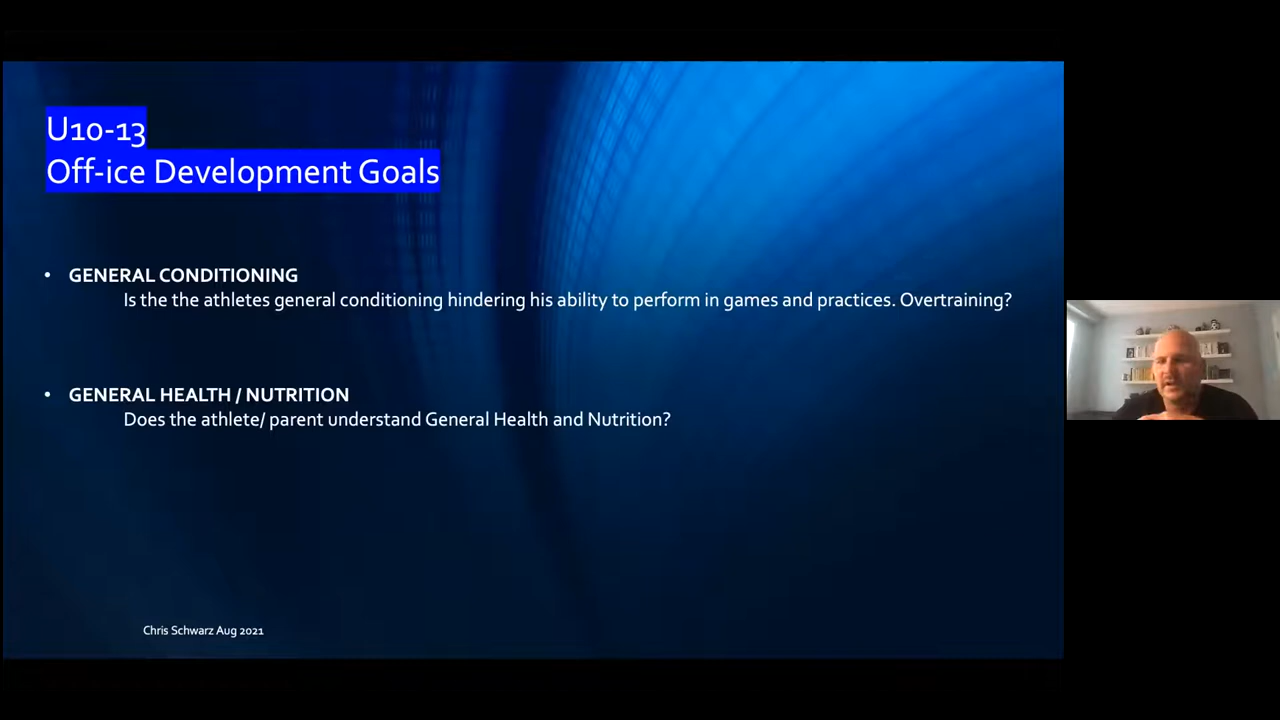 U10-13
Off-ice Development Goals
• GENERAL CONDITIONING
Is the the athletes general conditioning hindering his ability to perform in games and practices. Overtraining?
• GENERAL HEALTH / NUTRITION
Does the athlete/ parent understand General Health and Nutrition?
Chris Schwarz Aug 2021